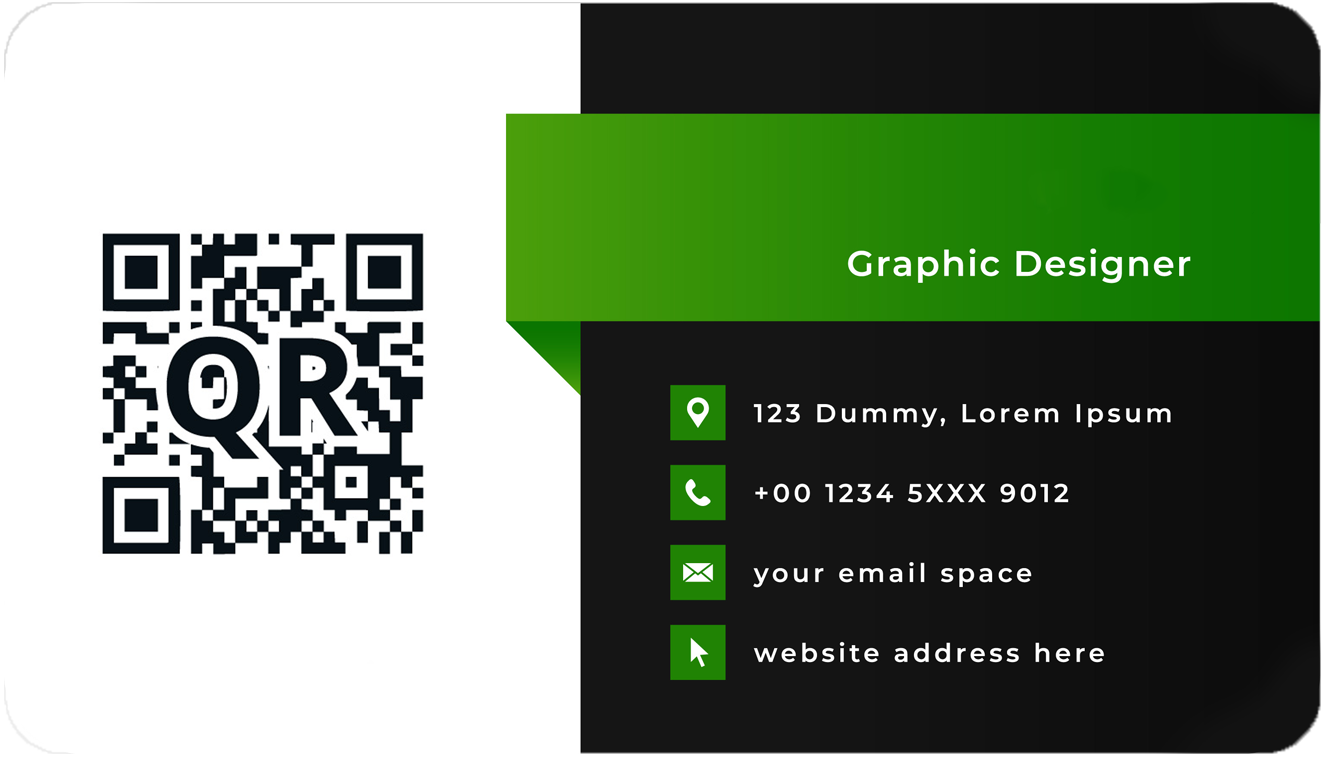 QR
Graphic Designer
123 Dummy, Lorem Ipsum
+00 1234 5XXX 9012
your email space
website address here